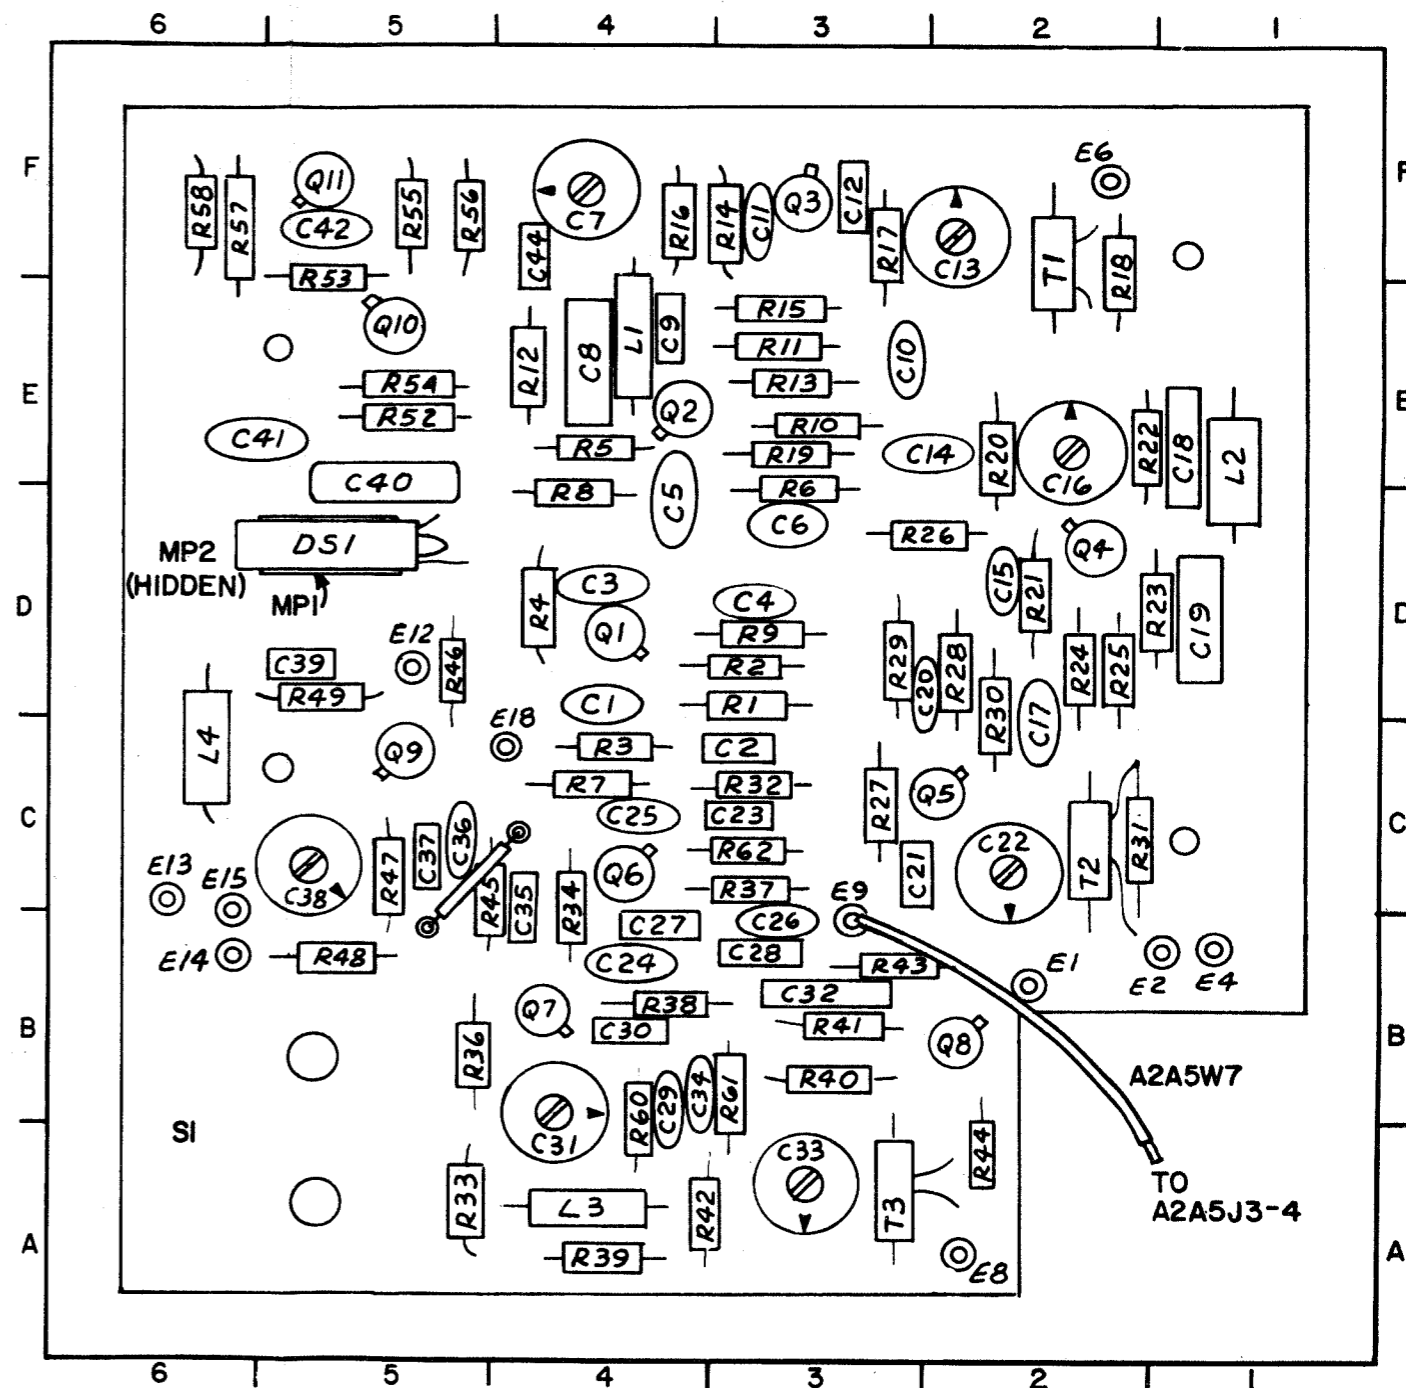 6 5 4 3 2
F F
E6
R58 R57 Q11 C42 R55 R56 C7 C44 R16 R14 C11 Q3 C12 R17 C13 T1 R18
R53
Q10 R12 C8 L1 C9 R15 C10
R11
R54 R13
E E
R52 Q2 R10
C41 R5 R19 C14 R20 C16 R22 C18 L2
C40 R8 C5 R6
C6
DS1 R26 Q4
MP2
(HIDDEN)
MP1
R4 C3 C4 C15 R21 R23 C19
D D
E12 Q1 R9
C39 R46 R2 R29 C20 R28 R24 R25
R49 C1 R1 R30 C17
L4 Q9 E18 R3 C2
R7 R32 R27 Q5
C C
C25 C23 C22 T2 R31
C37 C36 R62
E13 E15 C38 R47 R45 C35 R34 Q6 R37 C21
E9
C27 C26
E14 R48 C24 C28 R43 E1 E2 E4
C32
Q7 R38
B B
R36 C30 R41 Q8
R40 A2A5W7
C31 R60 C29 C34 R61
S1 C33 R44
R33 L3 R42 T3 TO
A2A5J3-4
A A
R39 E8
6 5 4 3 2